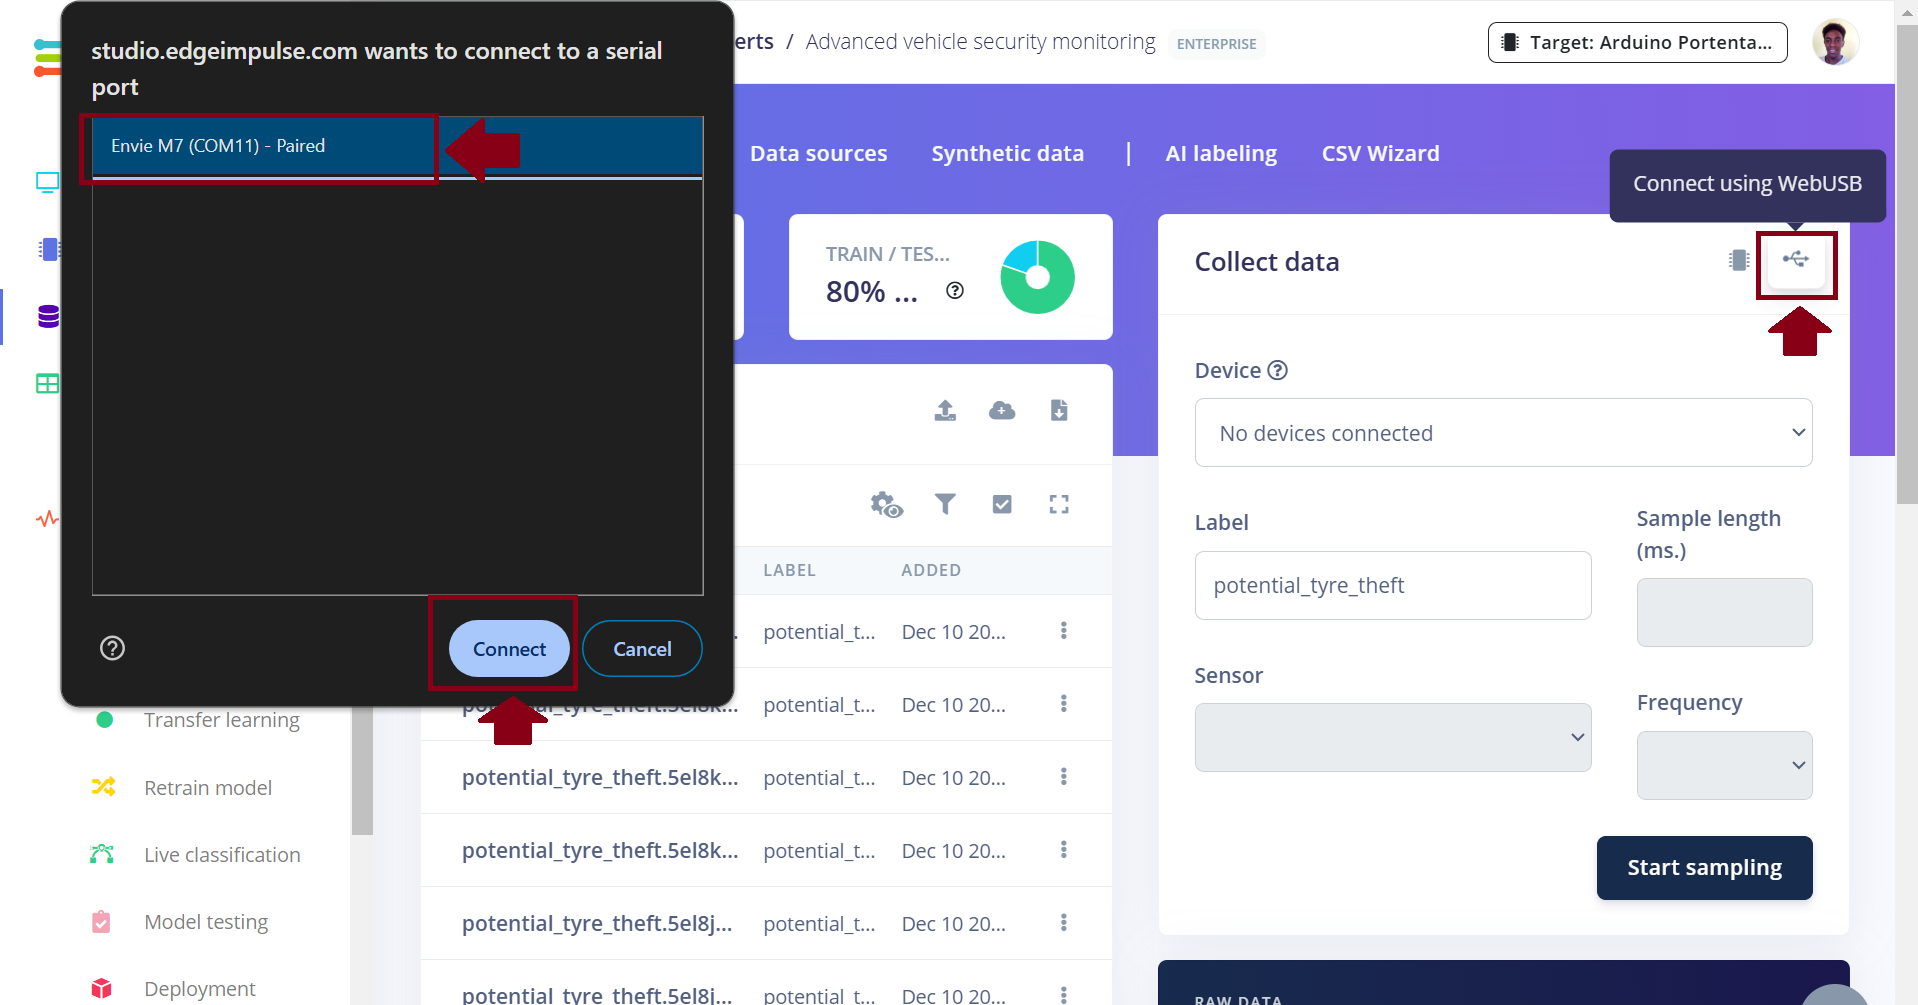 studio.edgeimpulse.com wants to connect to a serial
port
Envie M7 (COM11) - Paired
Connect
Cancel
erts / Advanced vehicle security monitoring
ENTERPRISE
Target: Arduino Portenta...
Data sources
Synthetic data
|
AI labeling
CSV Wizard
Connect using WebUSB
TRAIN / TES...
80% ...
Collect data
Device
No devices connected
Label
potential_tyre_theft
Sample length
(ms.)
Sensor
Frequency
Start sampling
RAW DATA
LABEL
ADDED
potential_t...
Dec 10 20...
potential_tyre_theft.5el8k...
potential_t...
Dec 10 20...
potential_tyre_theft.5el8k...
potential_t...
Dec 10 20...
potential_tyre_theft.5el8k...
potential_t...
Dec 10 20...
potential_tyre_theft.5el8j...
potential_t...
Dec 10 20...
potential_tyre_theft.5el8j...
potential_t...
Dec 10 20...
Transfer learning
Retrain model
Live classification
Model testing
Deployment